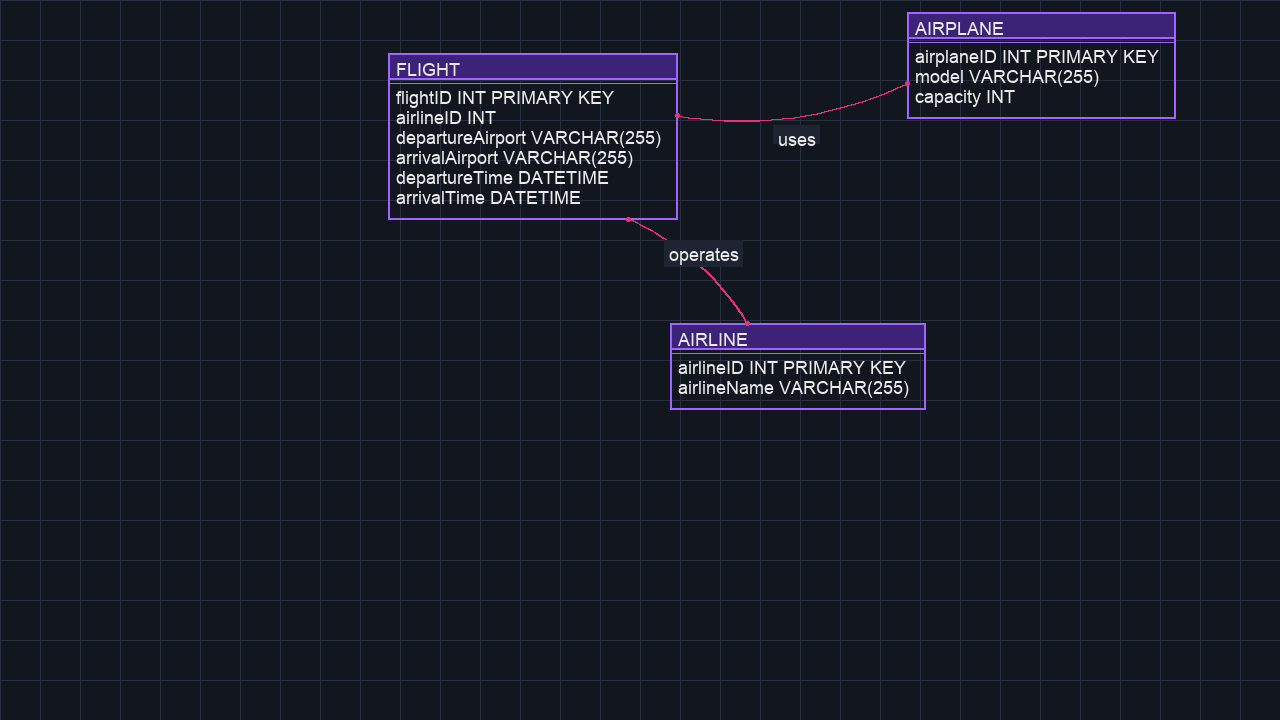 AIRPLANE
airplaneID INT PRIMARY KEY
model VARCHAR(255)
capacity INT
FLIGHT
flightID INT PRIMARY KEY
airlineID INT
departureAirport VARCHAR(255)
arrivalAirport VARCHAR(255)
departureTime DATETIME
arrivalTime DATETIME
uses
operates
AIRLINE
airlineID INT PRIMARY KEY
airlineName VARCHAR(255)